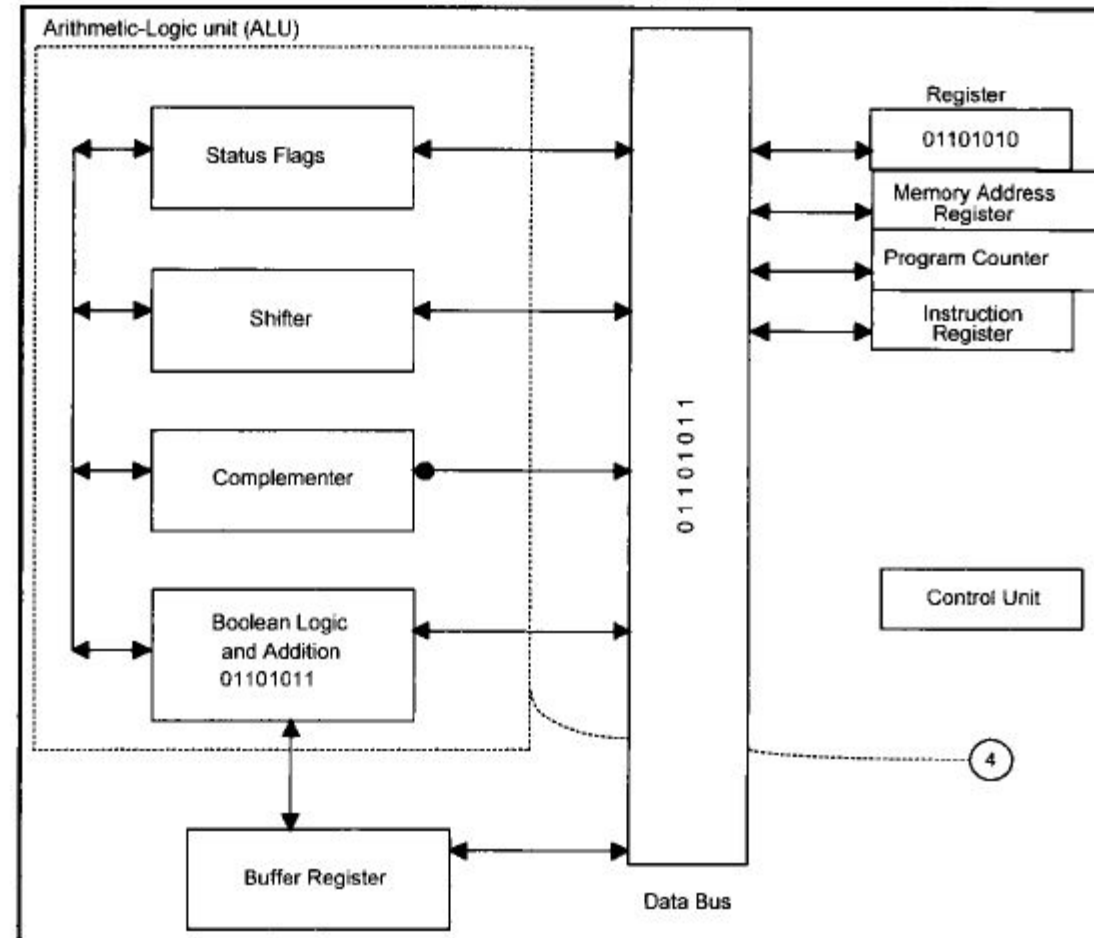 Arithmetic-Logic unit (ALU)
Status Flags
Shifter
Complementer
Boolean Logic
and Addition
01101011
Buffer Register
01101011
Data Bus
Register
01101010
Memory Address
Register
Program Counter
Instruction
Register
Control Unit
4